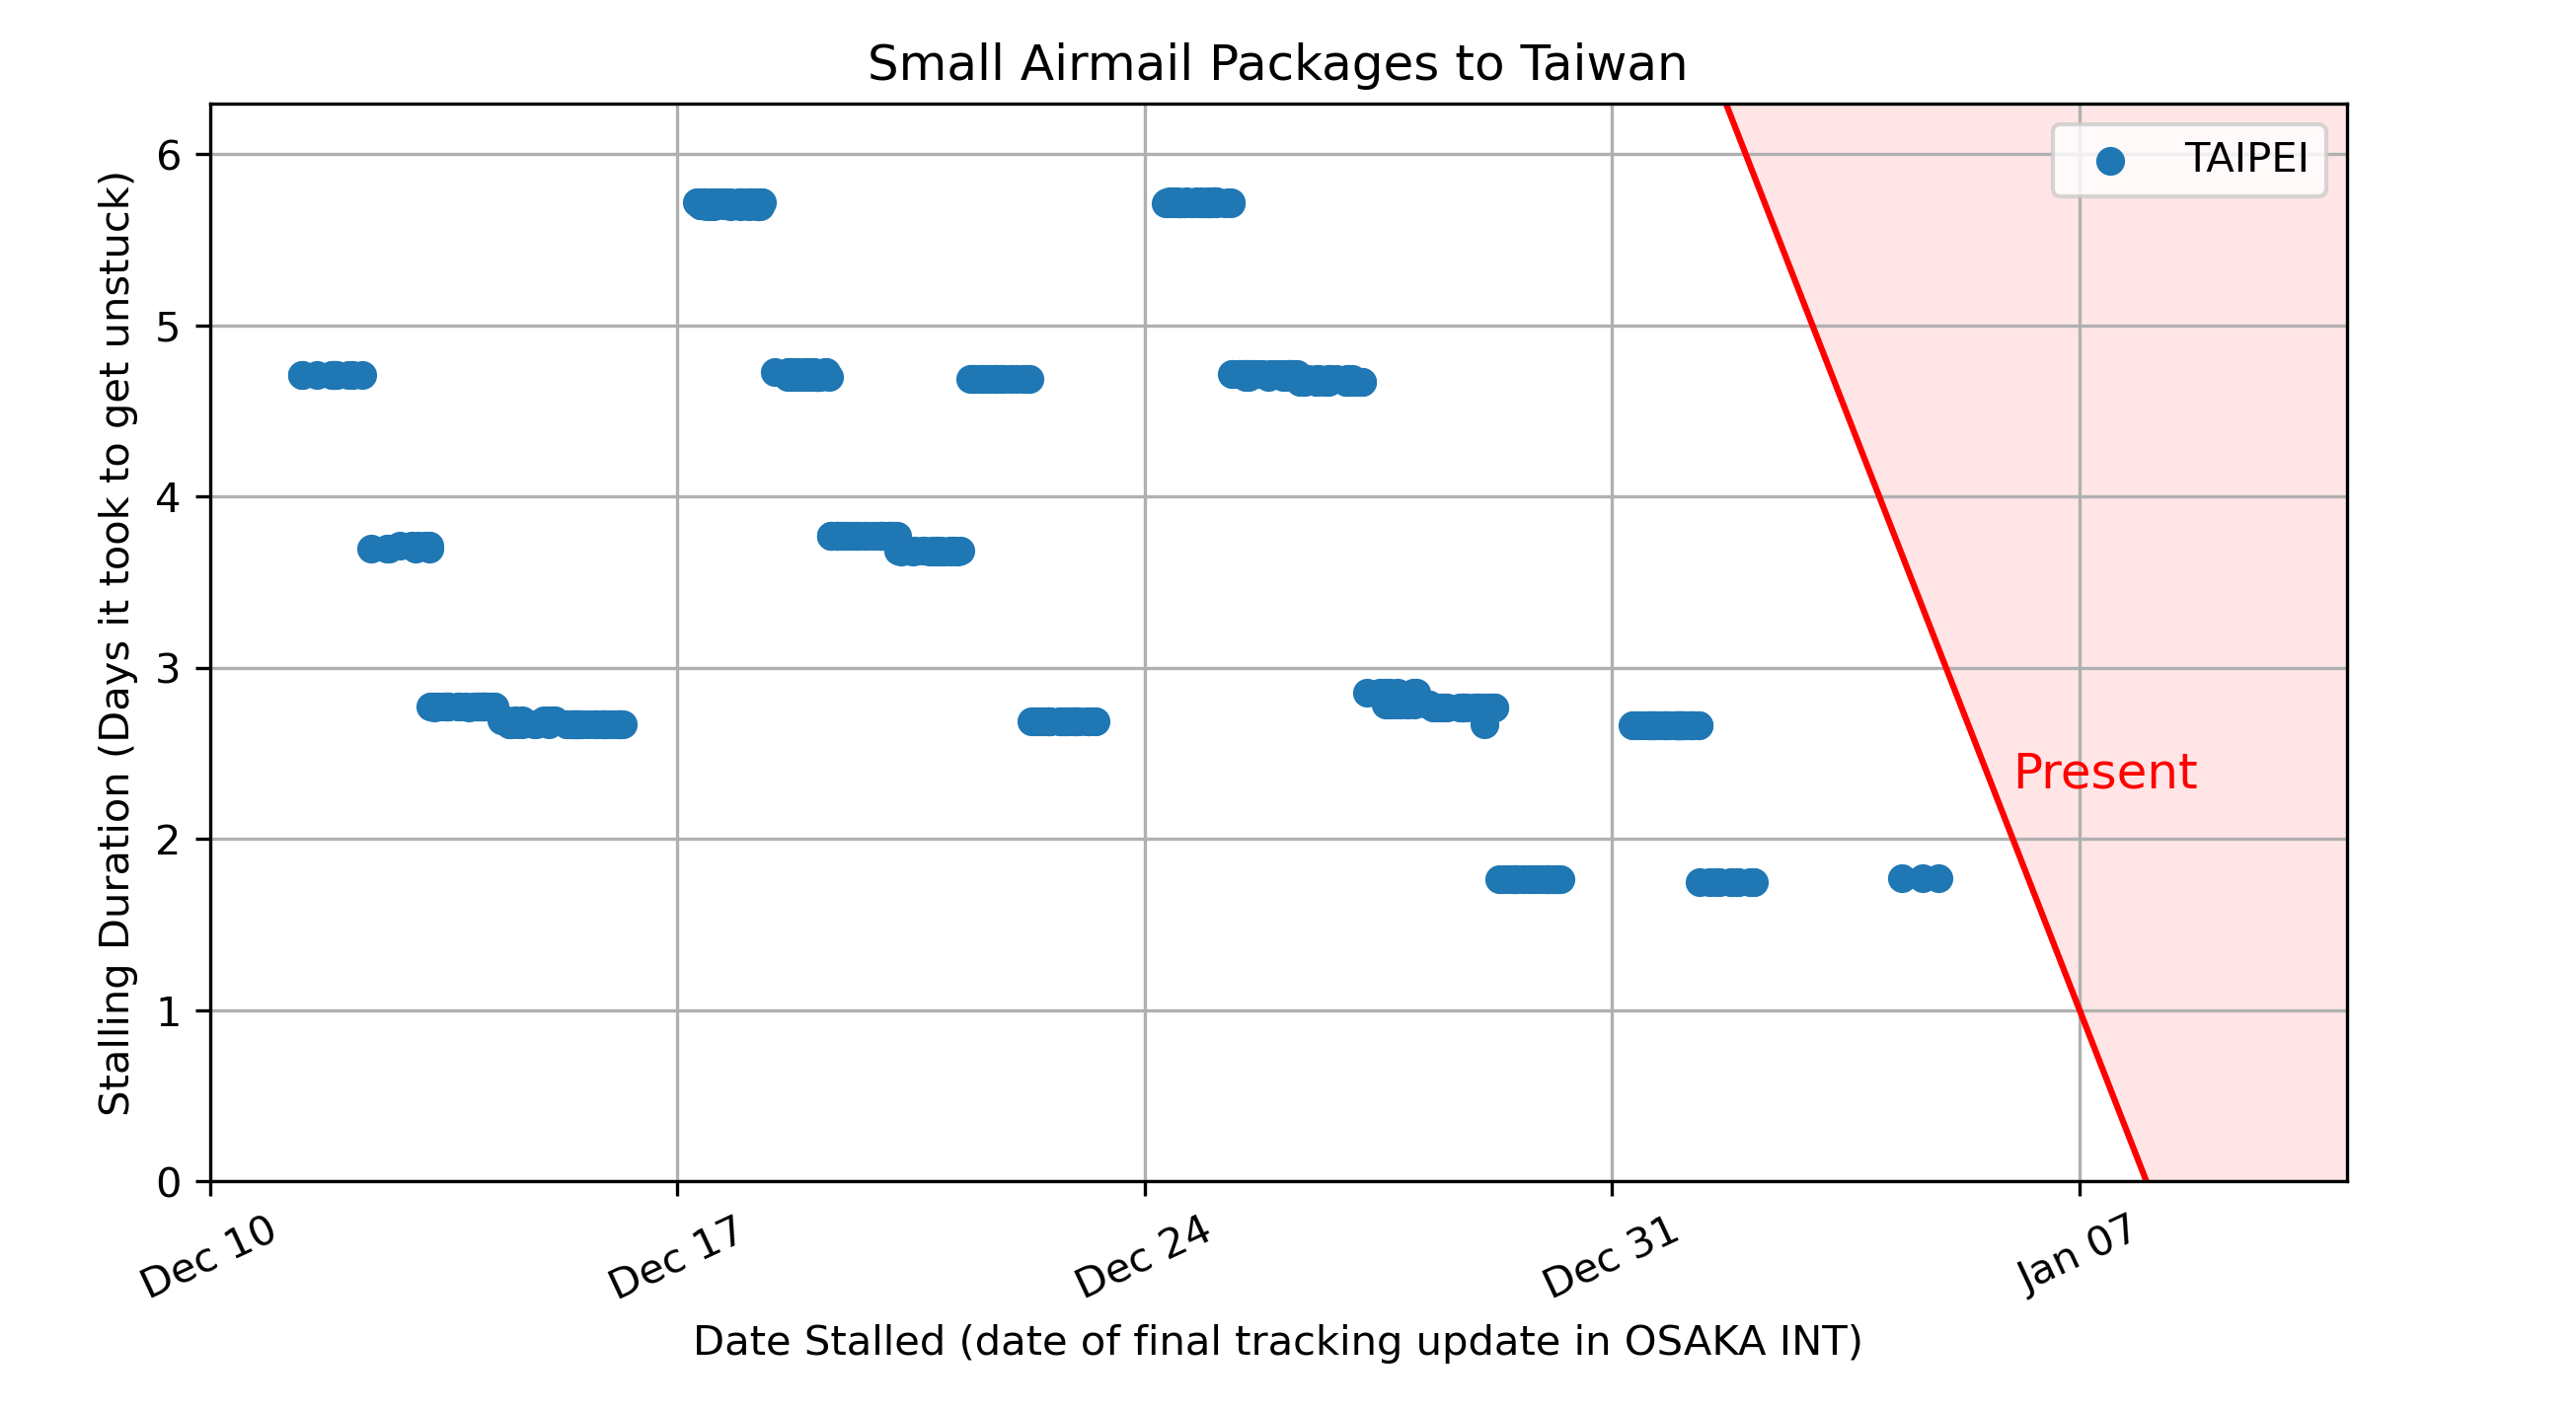 Small Airmail Packages to Taiwan
TAIPEI
Stalling Duration (Days it took to get unstuck)
6
5
4
3
2
1
0
Present
Dec 10
Dec 17
Dec 24
Dec 31
Jan 07
Date Stalled (date of final tracking update in OSAKA INT)